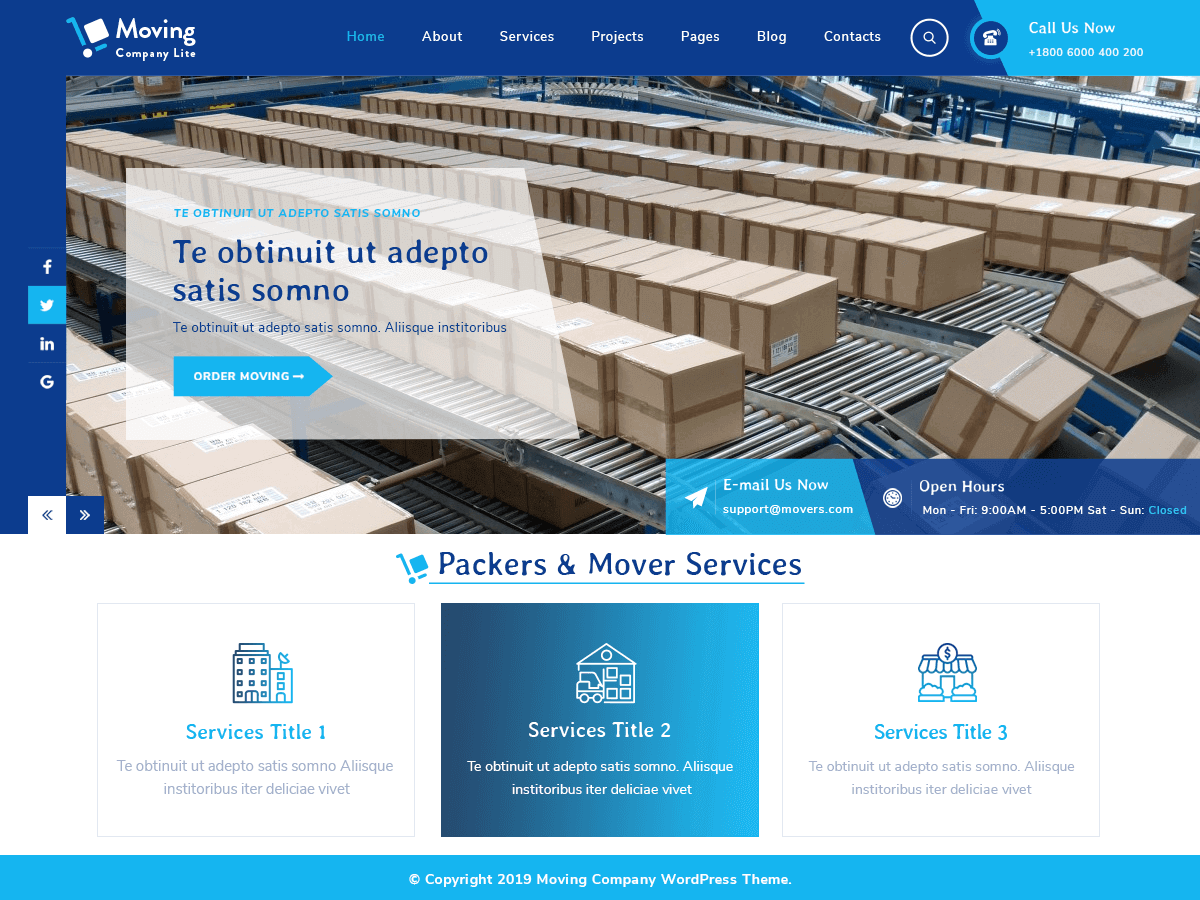 Moving
Company Lite
Home About Services Projects Pages Blog Contacts
Call Us Now
+1800 6000 400 200
TE OBTINUIT UT ADEPTO SATIS SOMNO
Te obtinuit ut adepto
satis somno
Te obtinuit ut adepto satis somno. Aliisque institoribus
ORDER MOVING
E-mail Us Now
support@movers.com
Open Hours
Mon - Fri: 9:00AM - 5:00PM Sat - Sun: Closed
Packers & Mover Services
Services Title 1
Te obtinuit ut adepto satis somno Aliisque
institoribus iter deliciae vivet
Services Title 2
Te obtinuit ut adepto satis somno. Aliisque
institoribus iter deliciae vivet
Services Title 3
Te obtinuit ut adepto satis somno. Aliisque
institoribus iter deliciae vivet
© Copyright 2019 Moving Company WordPress Theme.